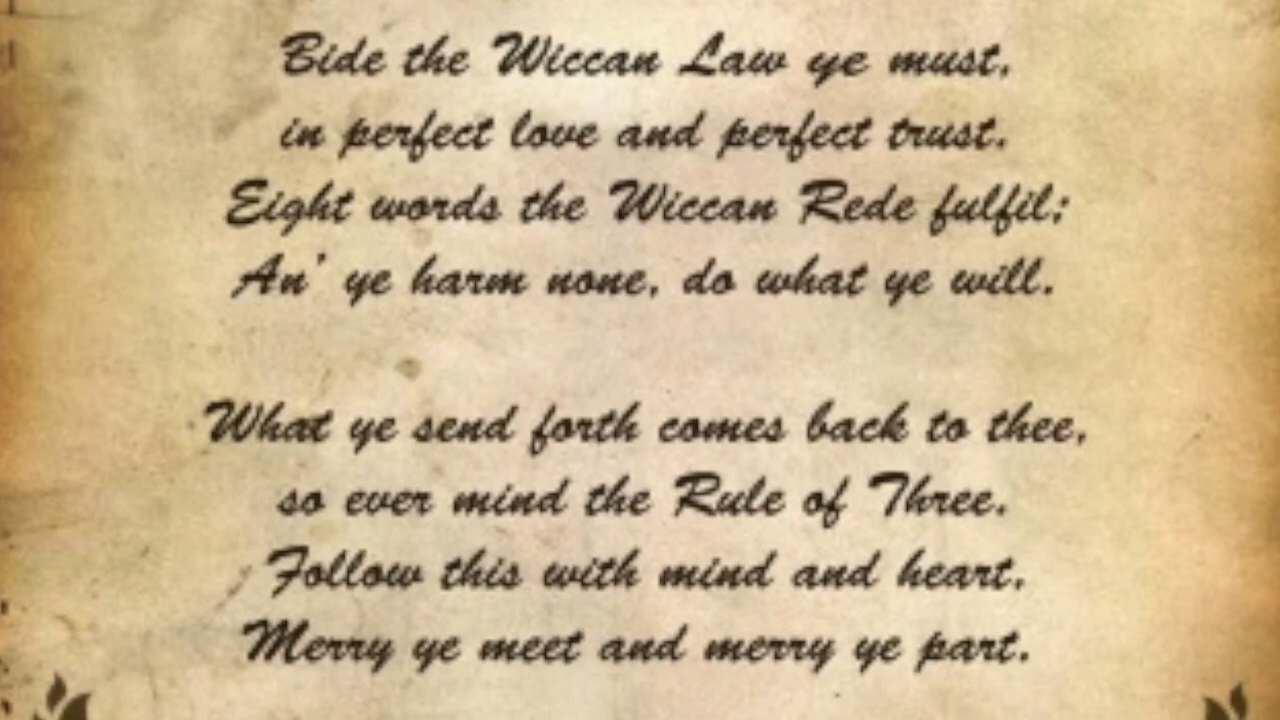 Bide the Wiccan Law ye must,
in perfect love and perfect trust.
Eight words the Wiccan Rede fulfil:
An' ye harm none, do what ye will.
What ye send forth comes back to thee,
so ever mind the Rule of Three.
Follow this with mind and heart,
Merry ye meet and merry ye part.